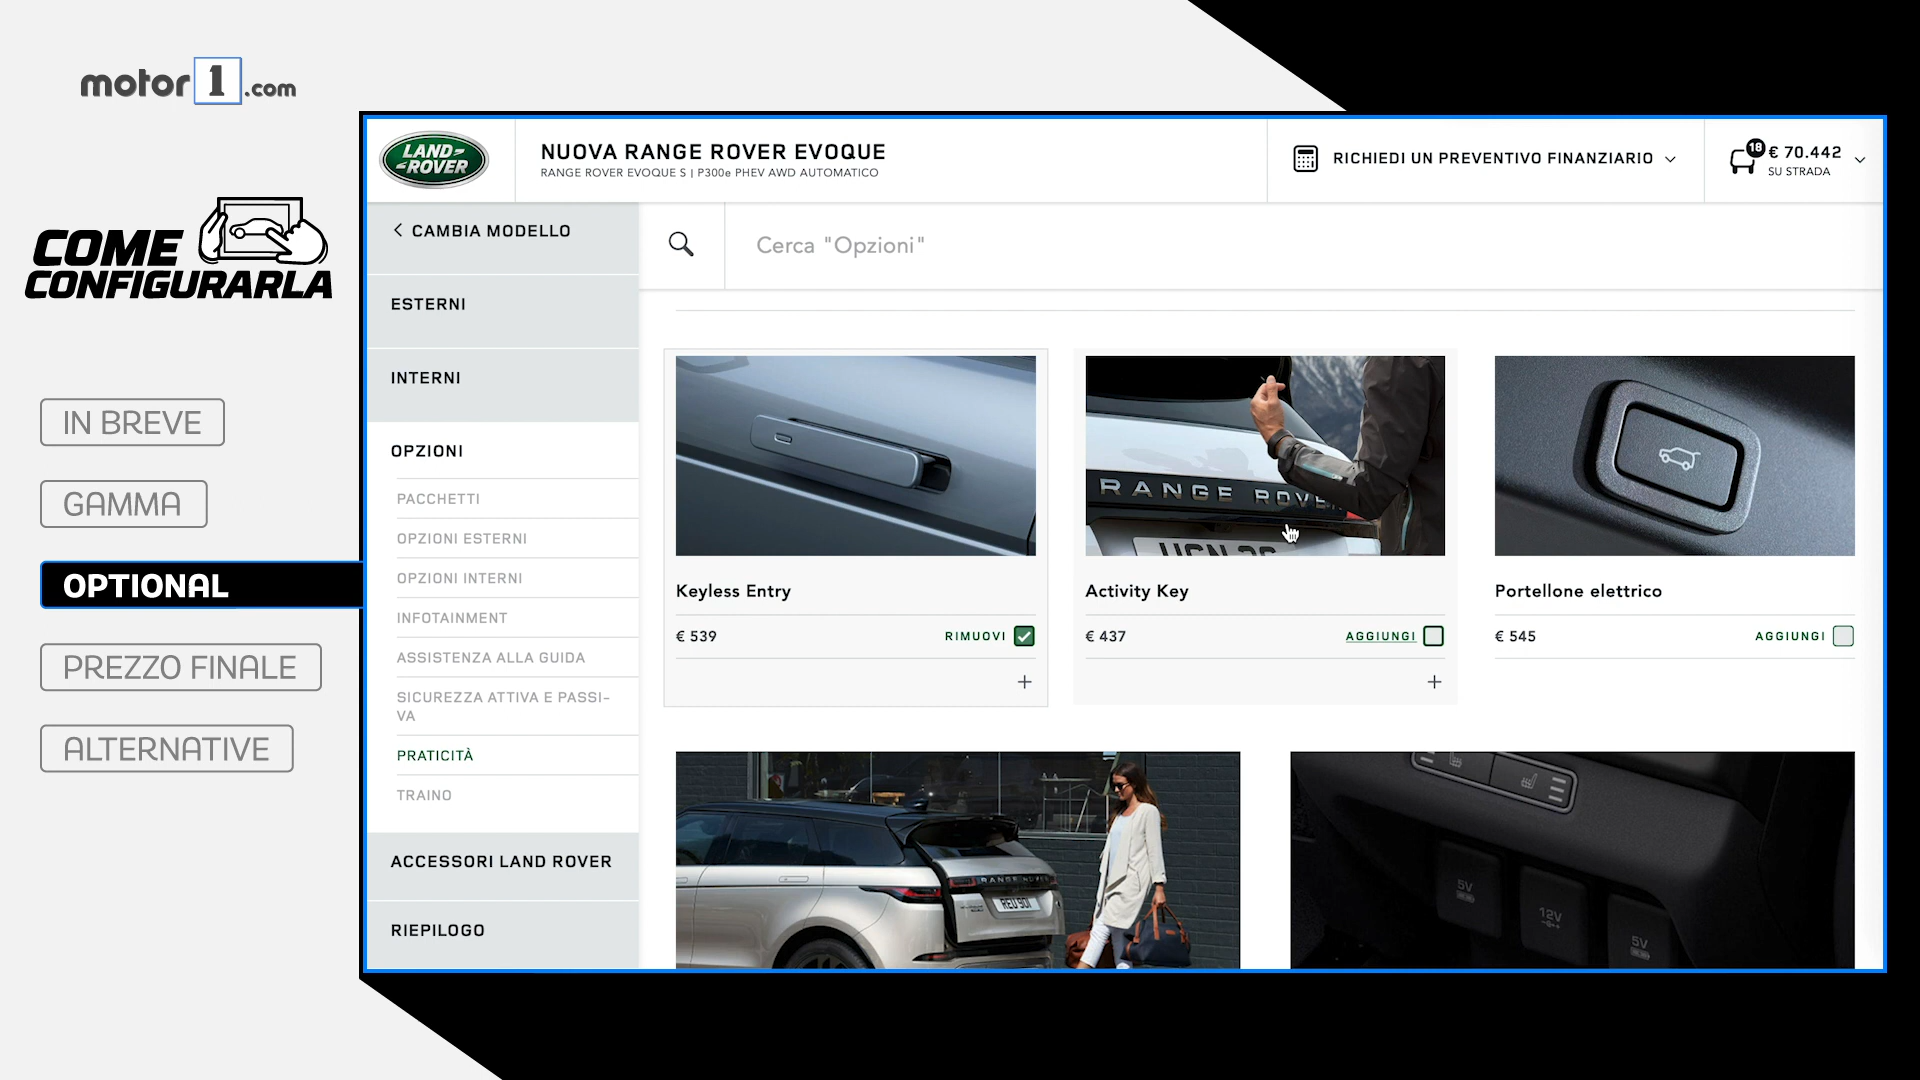 motor1.com
COME
CONFIGURARLA
IN BREVE
GAMMA
OPTIONAL
PREZZO FINALE
ALTERNATIVE
LAND-
-ROVER
NUOVA RANGE ROVER EVOQUE
RANGE ROVER EVOQUE S | P300e PHEV AWD AUTOMATICO
RICHIEDI UN PREVENTIVO FINANZIARIO
18
€ 70.442
SU STRADA
CAMBIA MODELLO
ESTERNI
INTERNI
OPZIONI
PACCHETTI
OPZIONI ESTERNI
OPZIONI INTERNI
INFOTAINMENT
ASSISTENZA ALLA GUIDA
SICUREZZA ATTIVA E PASSI-
VA
PRATICITÀ
TRAINO
ACCESSORI LAND ROVER
RIEPILOGO
Cerca "Opzioni"
RANGE ROVER
Keyless Entry
€ 539
RIMUOVI
Activity Key
€ 437
AGGIUNGI
Portellone elettrico
€ 545
AGGIUNGI
RANGE ROVER
REU 901
5V
12V
5V